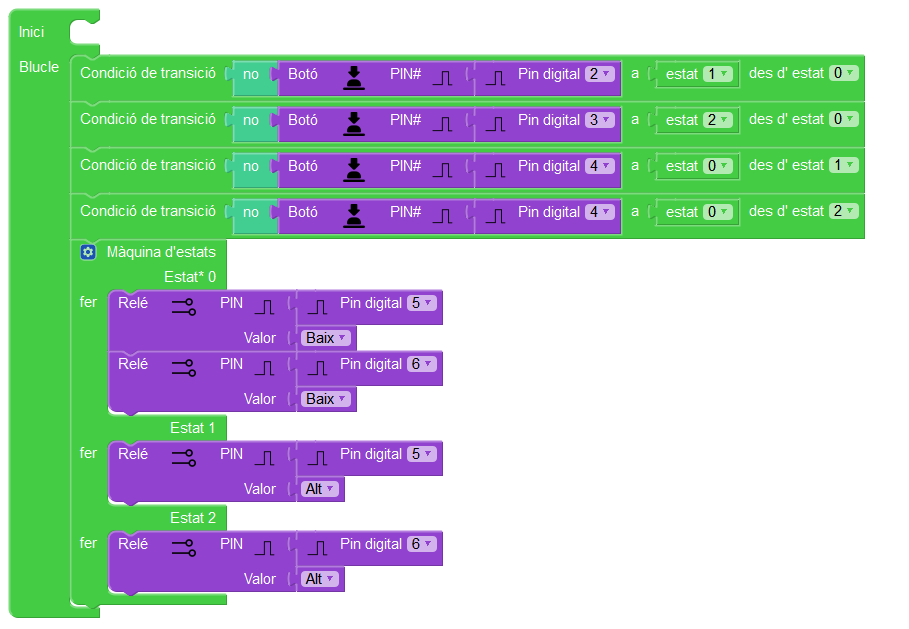 Inici
Blucle
Condició de transició no Botó PIN# Pin digital 2 a estat 1 des d' estat 0
Condició de transició no Botó PIN# Pin digital 3 a estat 2 des d' estat 0
Condició de transició no Botó PIN# Pin digital 4 a estat 0 des d' estat 1
Condició de transició no Botó PIN# Pin digital 4 a estat 0 des d' estat 2
Màquina d'estats
Estat* 0
fer Relé PIN Pin digital 5
Valor Baix
Relé PIN Pin digital 6
Valor Baix
Estat 1
fer Relé PIN Pin digital 5
Valor Alt
Estat 2
fer Relé PIN Pin digital 6
Valor Alt